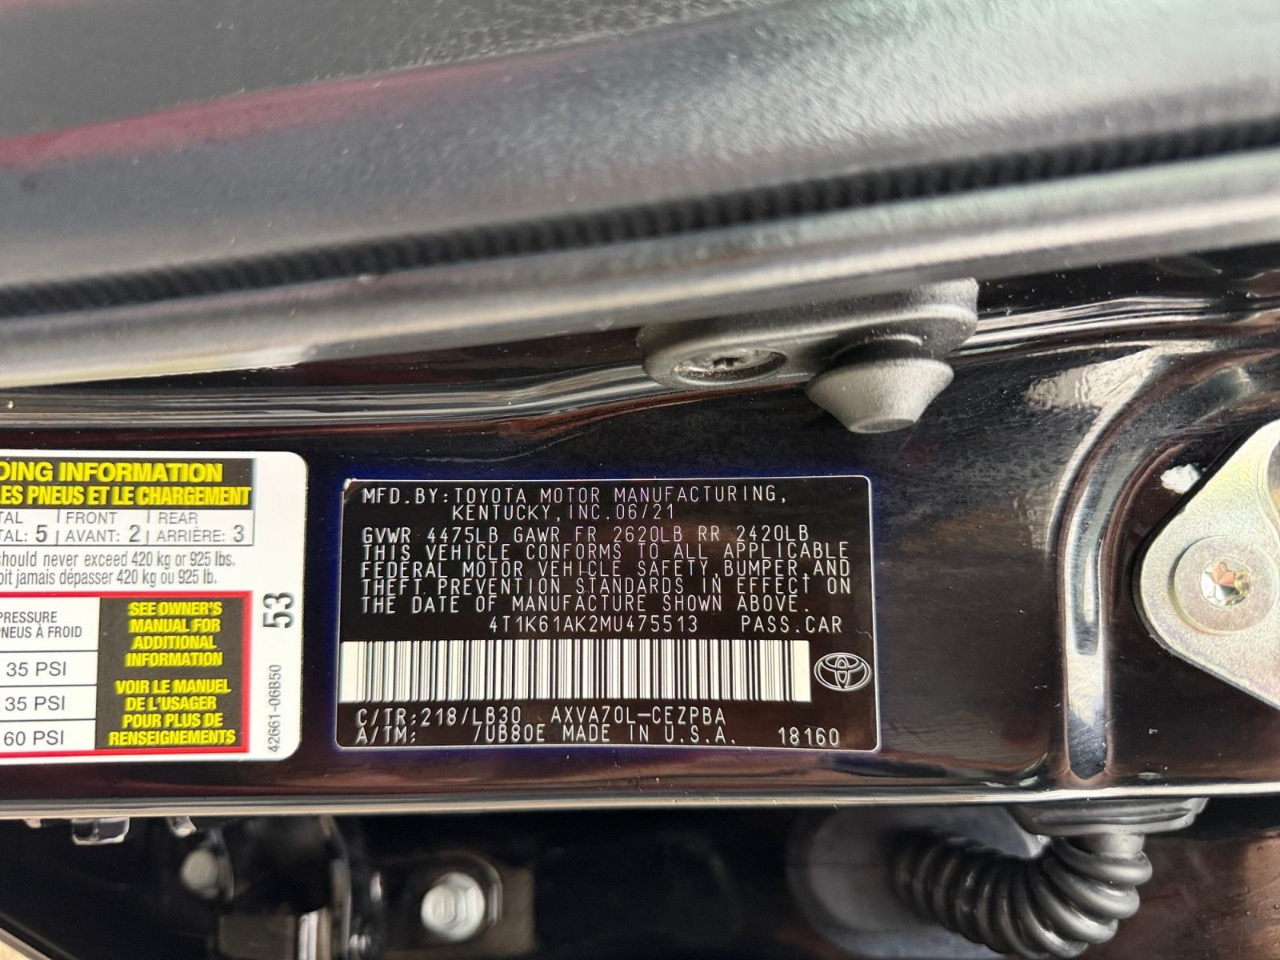 DING INFORMATION
LES PNEUS ET LE CHARGEMENT
TAL 5 FRONT 2 REAR 3
TAL: AVANT: ARRIÈRE:
should never exceed 420 kg or 925 lbs.
oit jamais dépasser 420 kg ou 925 lb.
PRESSURE
PNEUS À FROID
35 PSI
35 PSI
60 PSI
SEE OWNER'S
MANUAL FOR
ADDITIONAL
INFORMATION
VOIR LE MANUEL
DE L'USAGER
POUR PLUS DE
RENSEIGNEMENTS
53
42661-06B50
MFD.BY:TOYOTA MOTOR MANUFACTURING,
KENTUCKY,INC.06/21
GVWR 4475LB GAWR FR 2620LB RR 2420LB
THIS VEHICLE CONFORMS TO ALL APPLICABLE
FEDERAL MOTOR VEHICLE SAFETY,BUMPER,AND
THEFT PREVENTION STANDARDS IN EFFECT ON
THE DATE OF MANUFACTURE SHOWN ABOVE.
4T1K61AK2MU475513 PASS.CAR
C/TR:218/LB30 AXVA70L-CEZPBA
A/TM: /UB80E MADE IN U.S.A. 18160